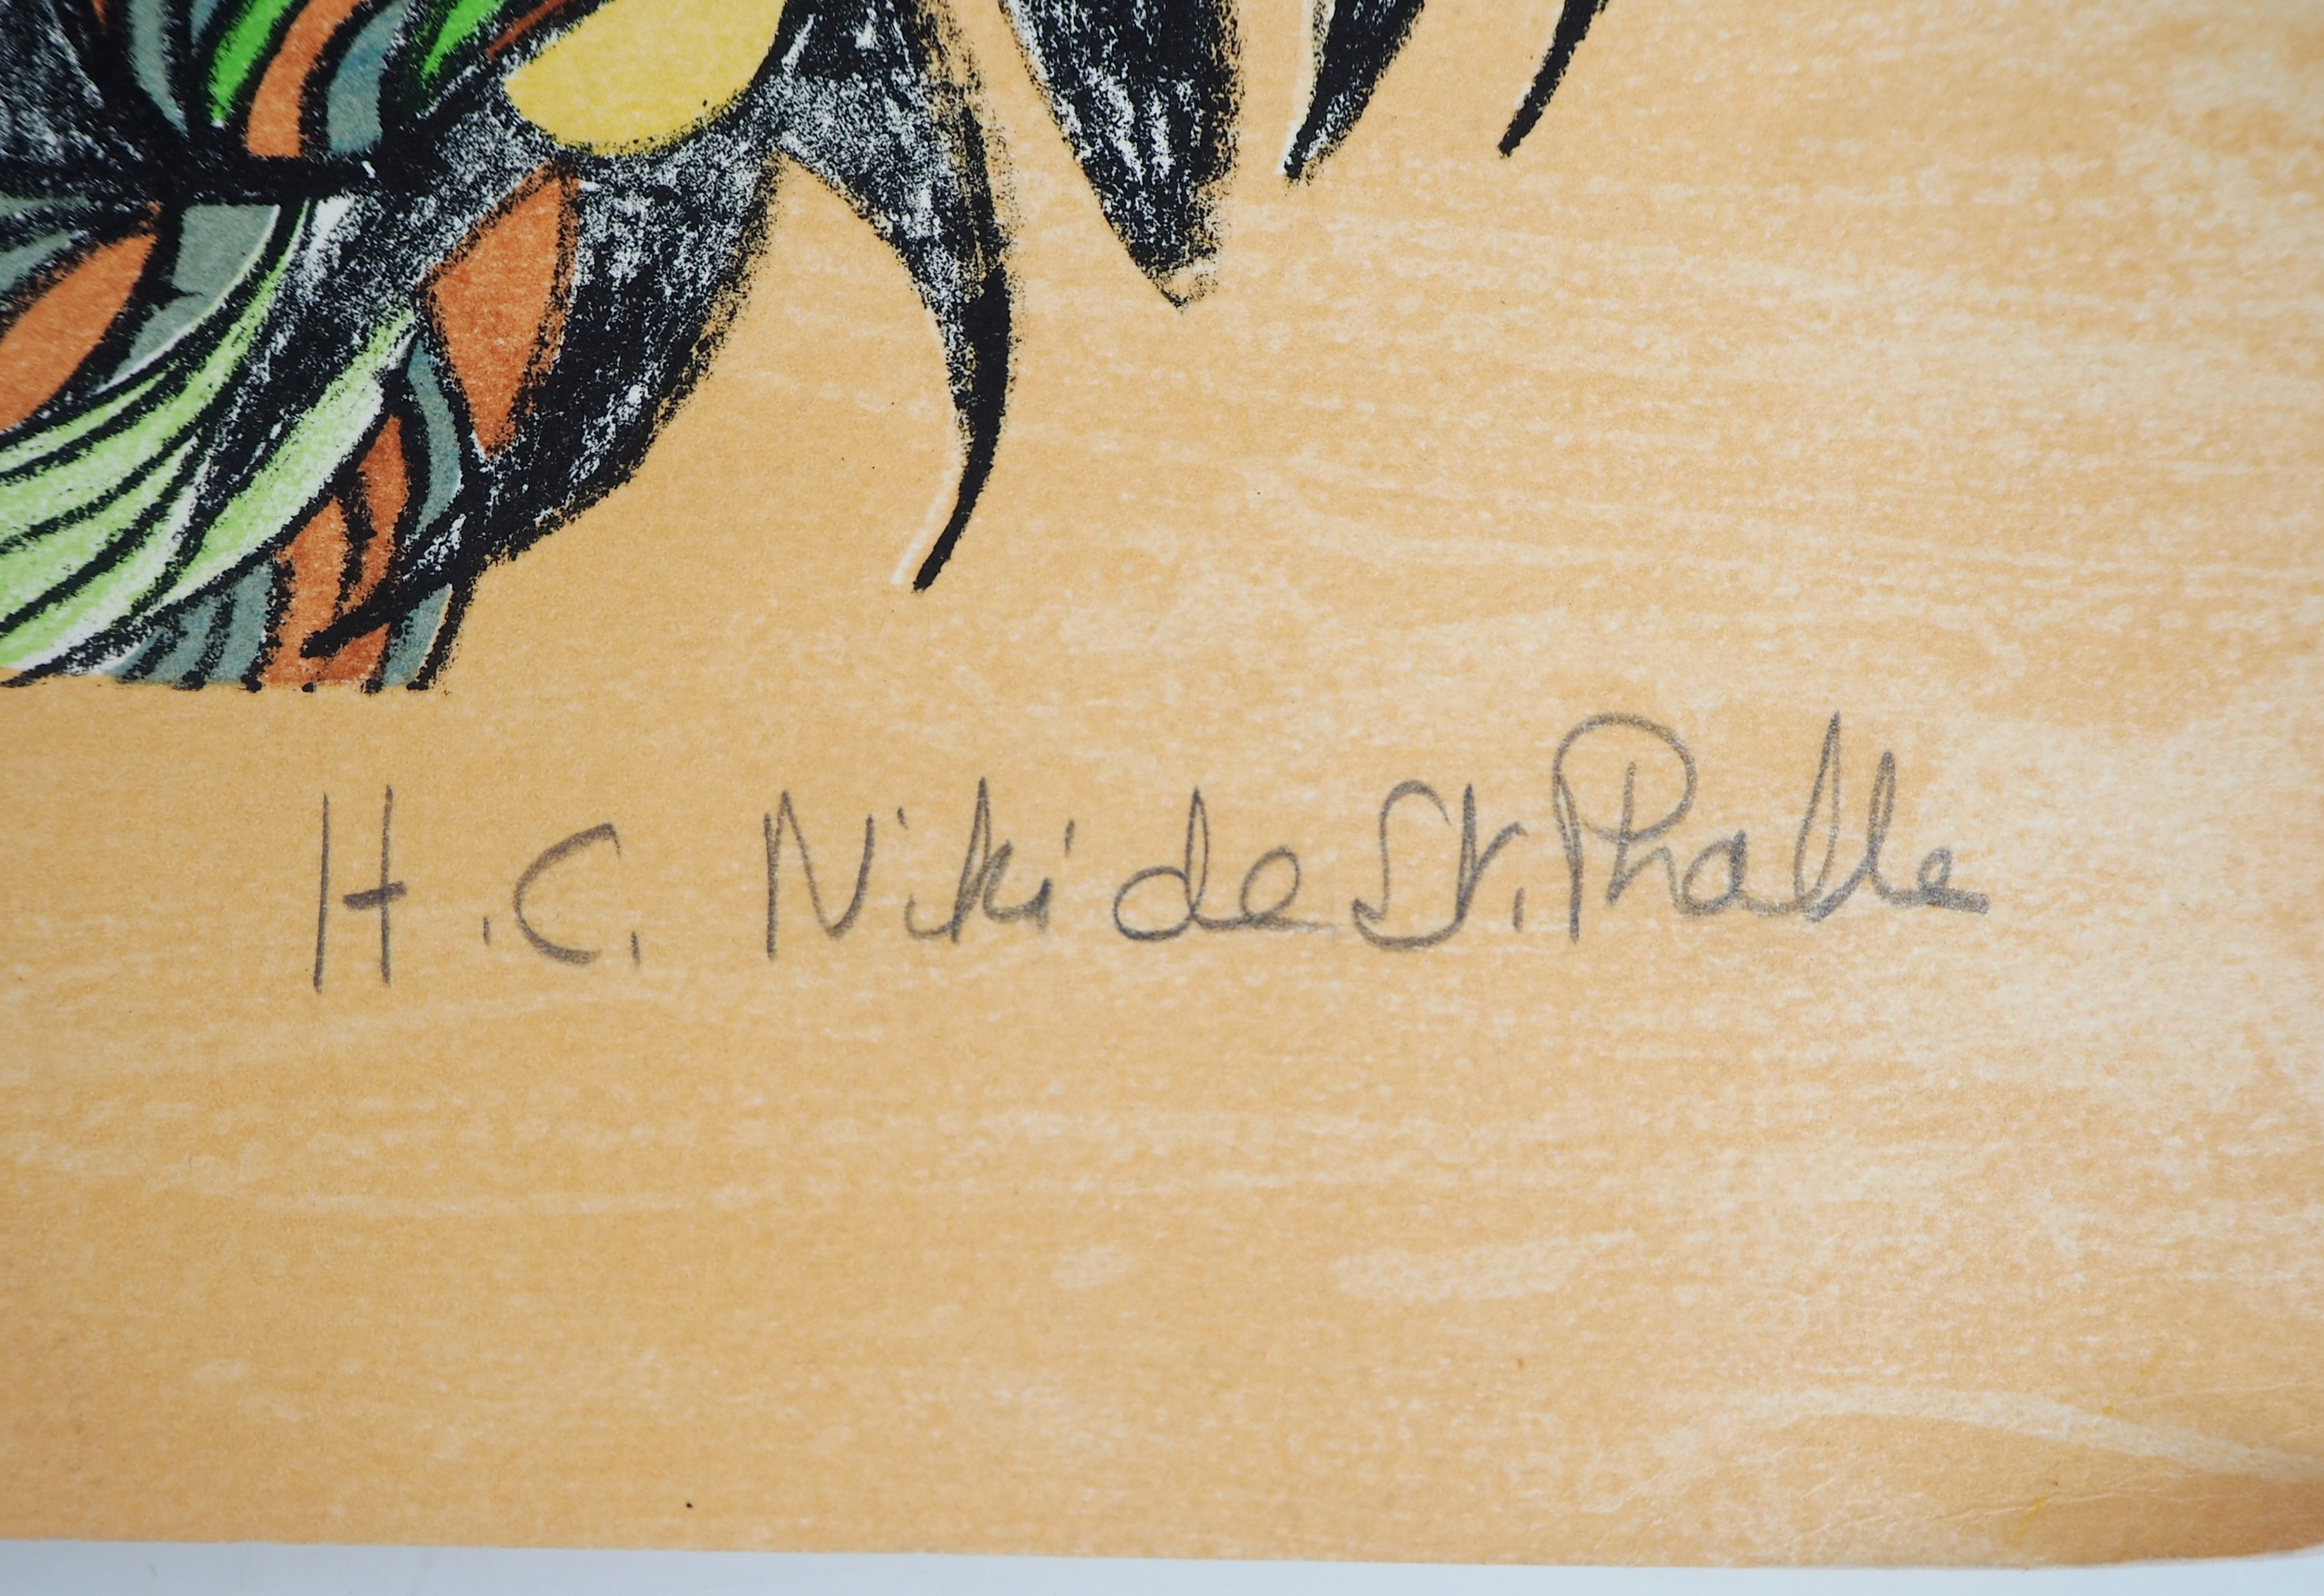 H.C. Niki de St. Phalle